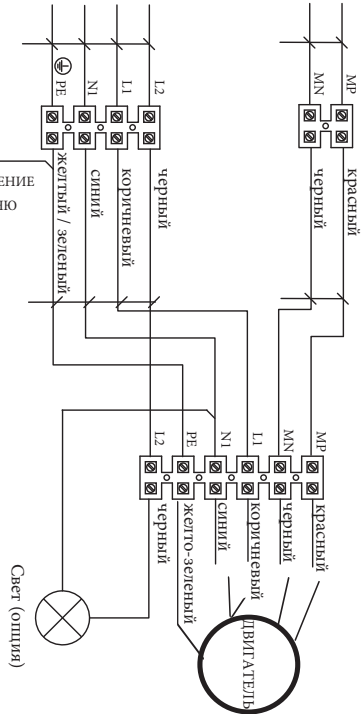 PE
N1
L1
L2
MN
MP
желтый / зеленый
синий
коричневый
черный
черный
красный
ЕНИЕ
Ю
L2
PE
N1
L1
MN
MP
черный
желто-зеленый
синий
коричневый
черный
красный
ДВИГАТЕЛЬ
Свет (опция)